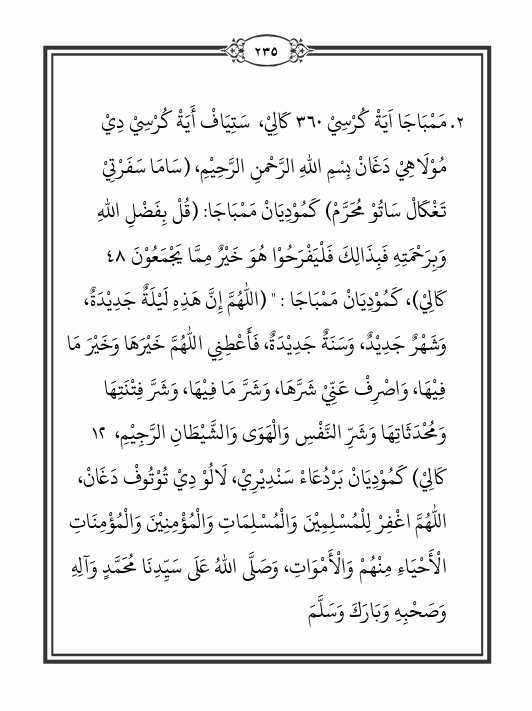 ٢٣٥
٢. مَمْبَاجَا اَيَةْ كُرْسِيْ ٣٦٠ كَالِيْ، سَتِيَافْ أَيَةْ كُرْسِيْ دِيْ
مُوْلَاهِيْ دَغَانْ بِسْمِ اللهِ الرَّحْمنِ الرَّحِيْمِ، (سَامَا سَفَرْتِيْ
تَغْكَالْ سَاتُوْ مُحَرَّمْ) كَمُوْدِيَانْ مَمْبَاجَا: (قُلْ بِفَضْلِ اللهِ
وَبِرَحْمَتِهِ فَبِذَالِكَ فَلْيَفْرَحُوْا هُوَ خَيْرٌ مِمَّا يَجْمَعُوْنَ ٤٨
كَالِيْ)، كَمُوْدِيَانْ مَمْبَاجَا : " (اللَّهُمَّ إِنَّ هَذِهِ لَيْلَةٌ جَدِيْدَةٌ،
وَشَهْرٌ جَدِيْدٌ، وَسَنَةٌ جَدِيْدَةٌ، فَأَعْطِنِي اللَّهُمَّ خَيْرَهَا وَخَيْرَ مَا
فِيْهَا، وَاصْرِفْ عَنِّيْ شَرَّهَا، وَشَرَّ مَا فِيْهَا، وَشَرَّ فِتْنَتِهَا
وَمُحْدَثَاتِهَا وَشَرِّ النَّفْسِ وَالْهَوَى وَالشَّيْطَانِ الرَّجِيْمِ، ١٢
كَالِيْ) كَمُوْدِيَانْ بَرْدُعَاءْ سَنْدِيْرِيْ، لَالُوْ دِيْ تُوْتُوفْ دَغَانْ،
اللَّهُمَّ اغْفِرْ لِلْمُسْلِمِيْنَ وَالْمُسْلِمَاتِ وَالْمُؤْمِنِيْنَ وَالْمُؤْمِنَاتِ
الْأَحْيَاءِ مِنْهُمْ وَالْأَمْوَاتِ، وَصَلَّى اللهُ عَلَى سَيِّدِنَا مُحَمَّدٍ وَآلِهِ
وَصَحْبِهِ وَبَارَكَ وَسَلَّمَ